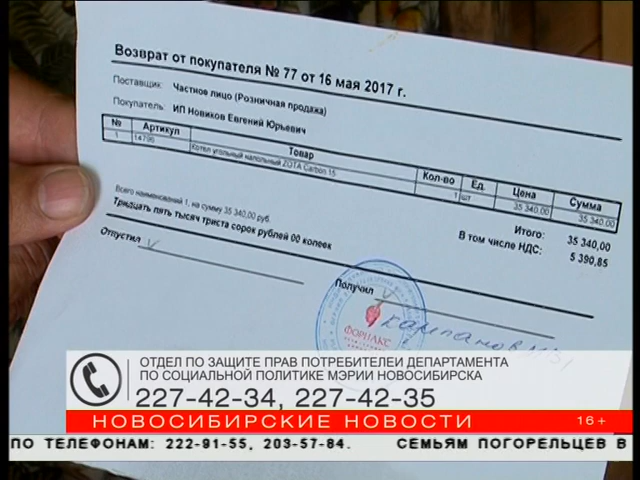 Возврат от покупателя № 77 от 16 мая 2017 г.
Поставщик: Частное лицо (Розничная продажа)
Покупатель: ИП Новиков Евгений Юрьевич
№ Артикул Товар Кол-во Ед. Цена Сумма
1 14796 Котел угольный напольный ZOTA Carbon 15 1 шт 35 340,00 35 340,00
Итого: 35 340,00
В том числе НДС: 5 390,85
Всего наименований 1, на сумму 35 340,00 руб.
Тридцать пять тысяч триста сорок рублей 00 копеек
Отпустил
Получил
ФОРНАКС
ОТДЕЛ ПО ЗАЩИТЕ ПРАВ ПОТРЕБИТЕЛЕЙ ДЕПАРТАМЕНТА
ПО СОЦИАЛЬНОЙ ПОЛИТИКЕ МЭРИИ НОВОСИБИРСКА
227-42-34, 227-42-35
НОВОСИБИРСКИЕ НОВОСТИ 16+
ПО ТЕЛЕФОНАМ: 222-91-55, 203-57-84. СЕМЬЯМ ПОГОРЕЛЬЦЕВ В